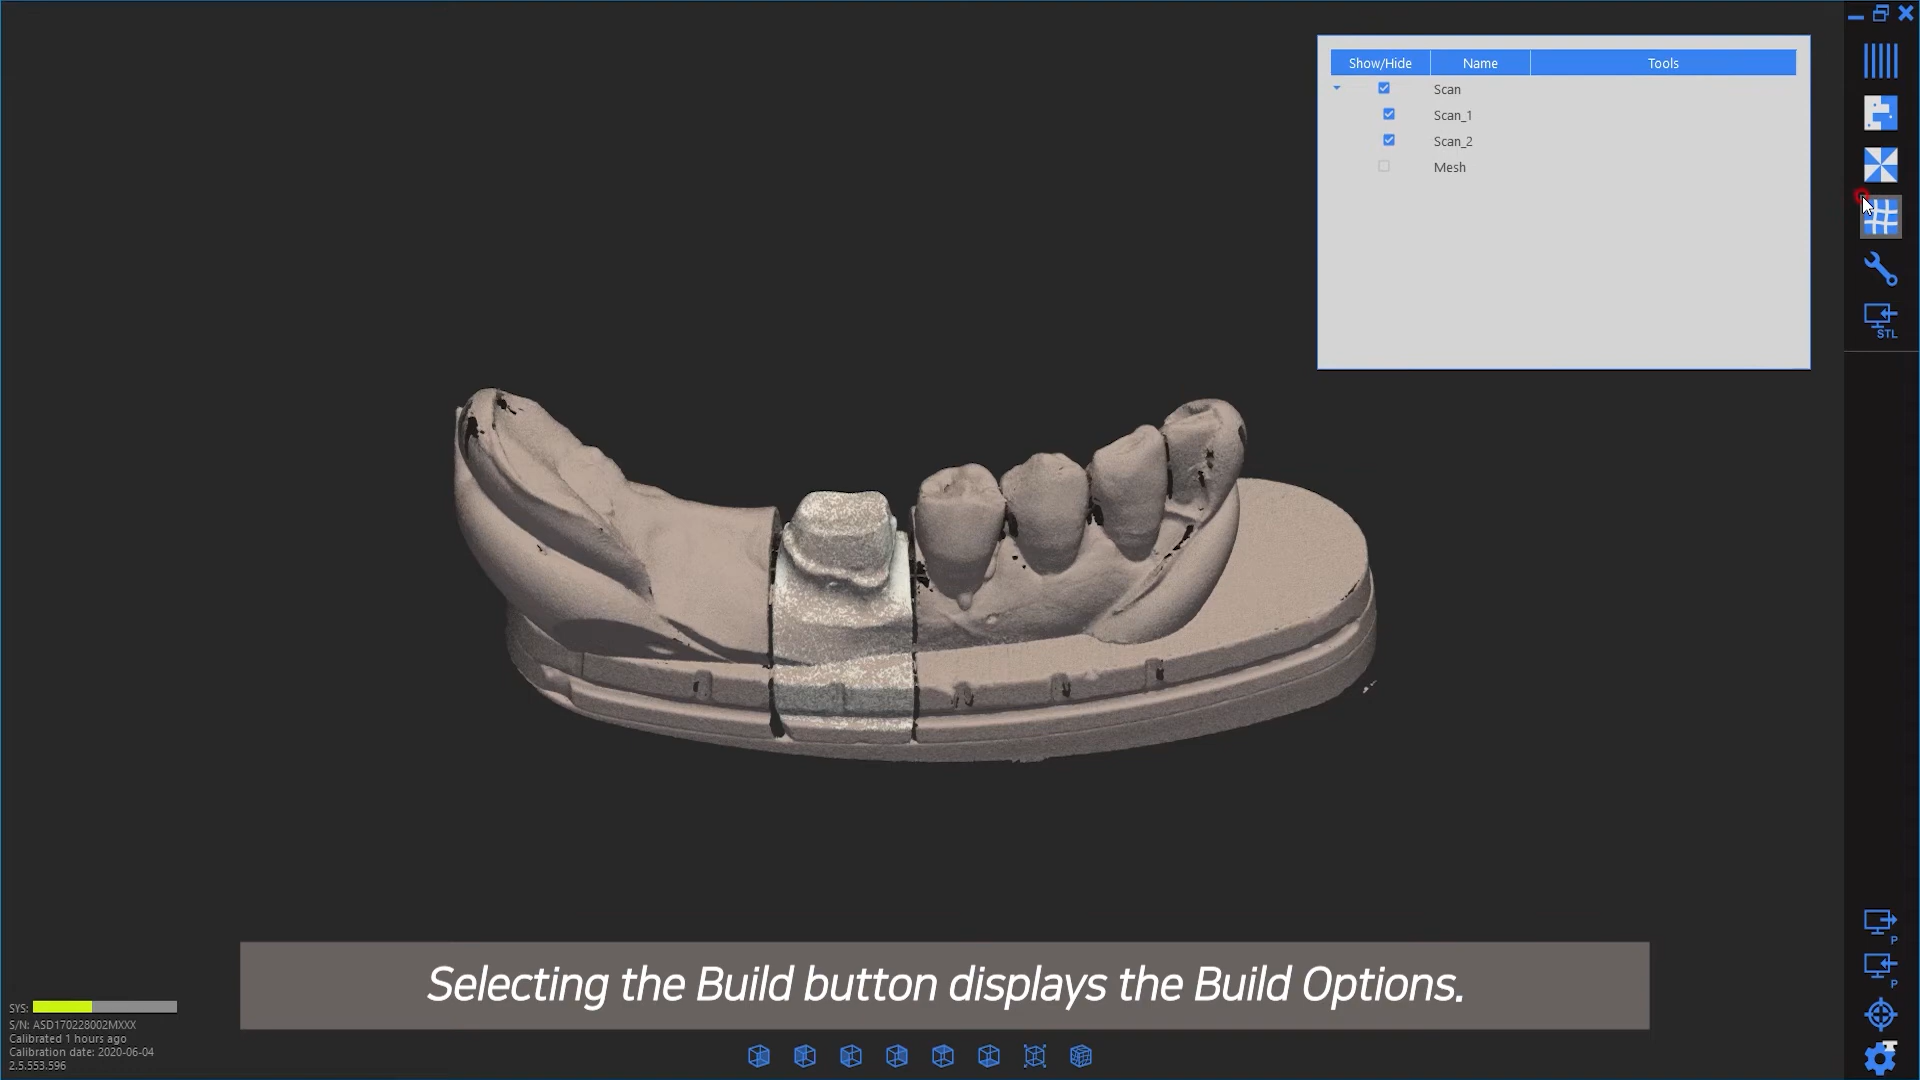 Show/Hide Name Tools
Scan
Scan_1
Scan_2
Mesh
STL
P
P
Selecting the Build button displays the Build Options.
SYS:
S/N: ASD170228002MXXX
Calibrated 1 hours ago
Calibration date: 2020-06-04
2.5.553.596